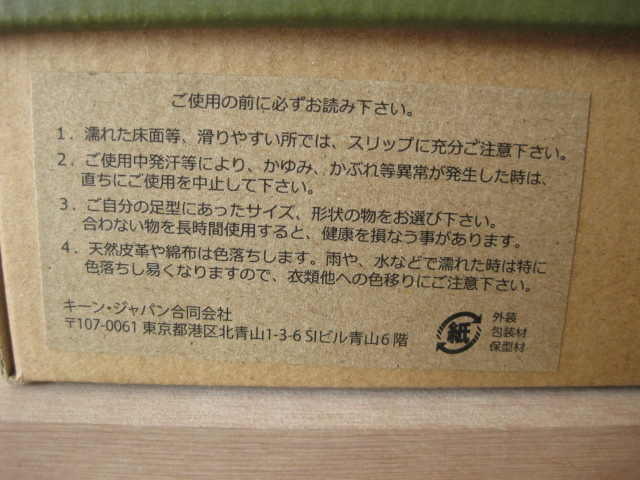 ご使用の前に必ずお読み下さい。
1. 濡れた床面等、滑りやすい所では、スリップに充分ご注意下さい。
2. ご使用中発汗等により、かゆみ、かぶれ等異常が発生した時は、
直ちにご使用を中止して下さい。
3. ご自分の足型にあったサイズ、形状の物をお選び下さい。
合わない物を長時間使用すると、健康を損なう事があります。
4. 天然皮革や綿布は色落ちします。雨や、水などで濡れた時は特に
色落ちし易くなりますので、衣類他への色移りにご注意下さい。
キーン・ジャパン合同会社
〒107-0061 東京都港区北青山1-3-6 SIビル青山6階
紙
外装
包装材
保型材